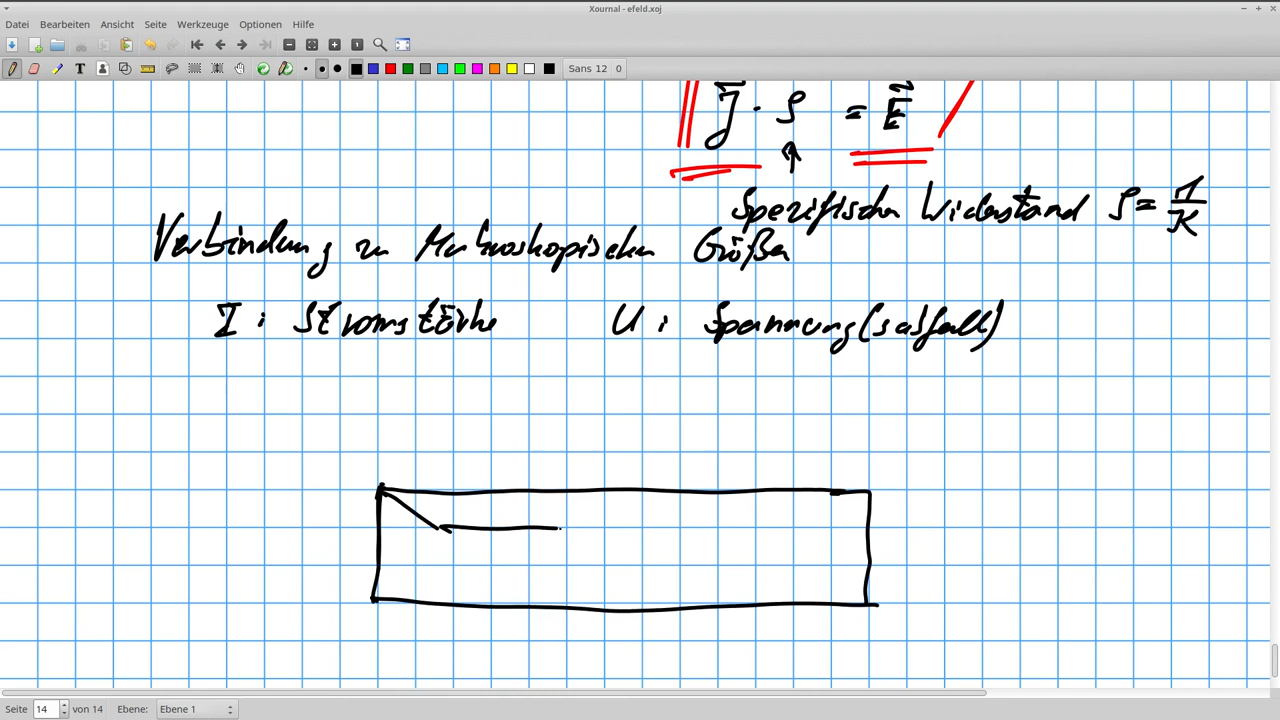 Xournal - efeld.xoj
Datei Bearbeiten Ansicht Seite Werkzeuge Optionen Hilfe
Sans 12 0
J · ρ = E
Spezifischer Widerstand ρ = 1/κ
Verbindung zu Makroskopischen Größen
I : Stromstärke U : Spannung(sabfall)
Seite 14 von 14 Ebene: Ebene 1